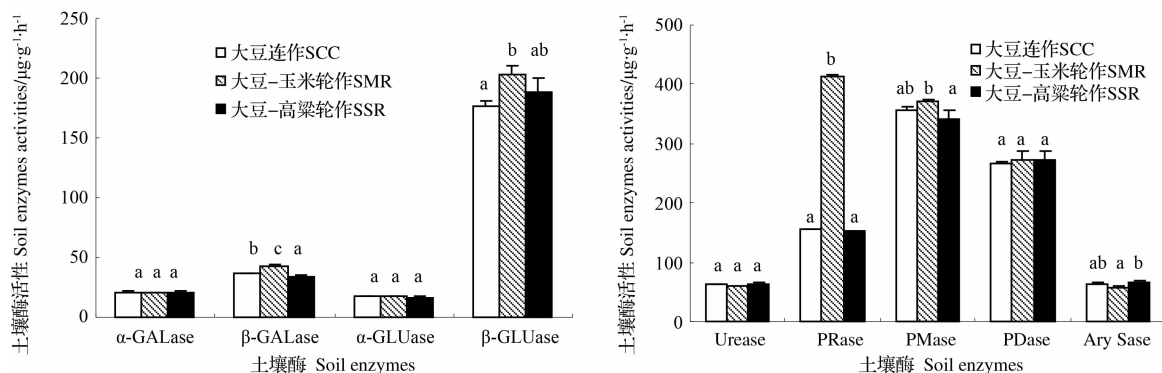 土壤酶活性 Soil enzymes activities/μg·g⁻¹·h⁻¹
250
200
150
100
50
0
大豆连作SCC
大豆-玉米轮作SMR
大豆-高粱轮作SSR
a a a
b c a
a a a
a b ab
α-GALase β-GALase α-GLUase β-GLUase
土壤酶 Soil enzymes
土壤酶活性 Soil enzymes activities/μg·g⁻¹·h⁻¹
500
400
300
200
100
0
大豆连作SCC
大豆-玉米轮作SMR
大豆-高粱轮作SSR
a a a
a b a
ab b a
a a a
ab a b
Urease PRase PMase PDase Ary Sase
土壤酶 Soil enzymes